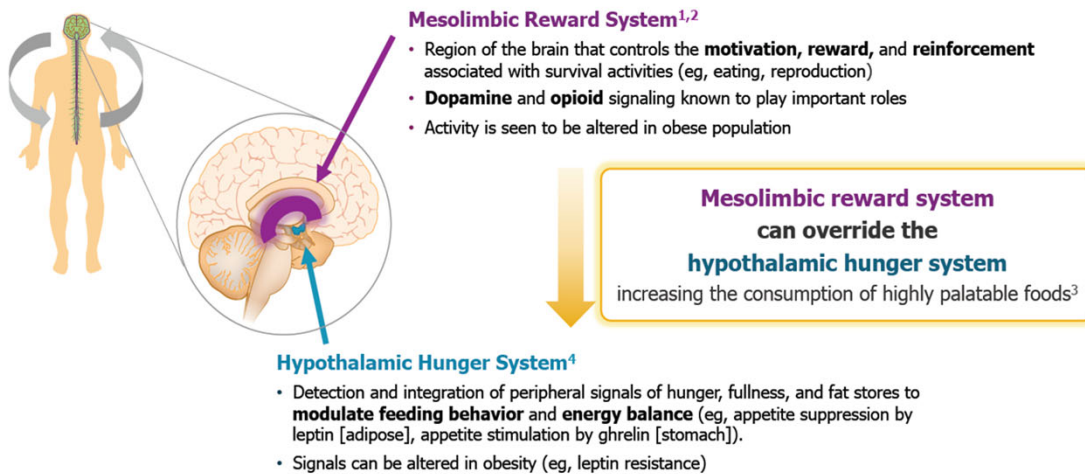 Mesolimbic Reward System1,2
• Region of the brain that controls the motivation, reward, and reinforcement
associated with survival activities (eg, eating, reproduction)
• Dopamine and opioid signaling known to play important roles
• Activity is seen to be altered in obese population
Mesolimbic reward system
can override the
hypothalamic hunger system
increasing the consumption of highly palatable foods3
Hypothalamic Hunger System4
• Detection and integration of peripheral signals of hunger, fullness, and fat stores to
modulate feeding behavior and energy balance (eg, appetite suppression by
leptin [adipose], appetite stimulation by ghrelin [stomach]).
• Signals can be altered in obesity (eg, leptin resistance)